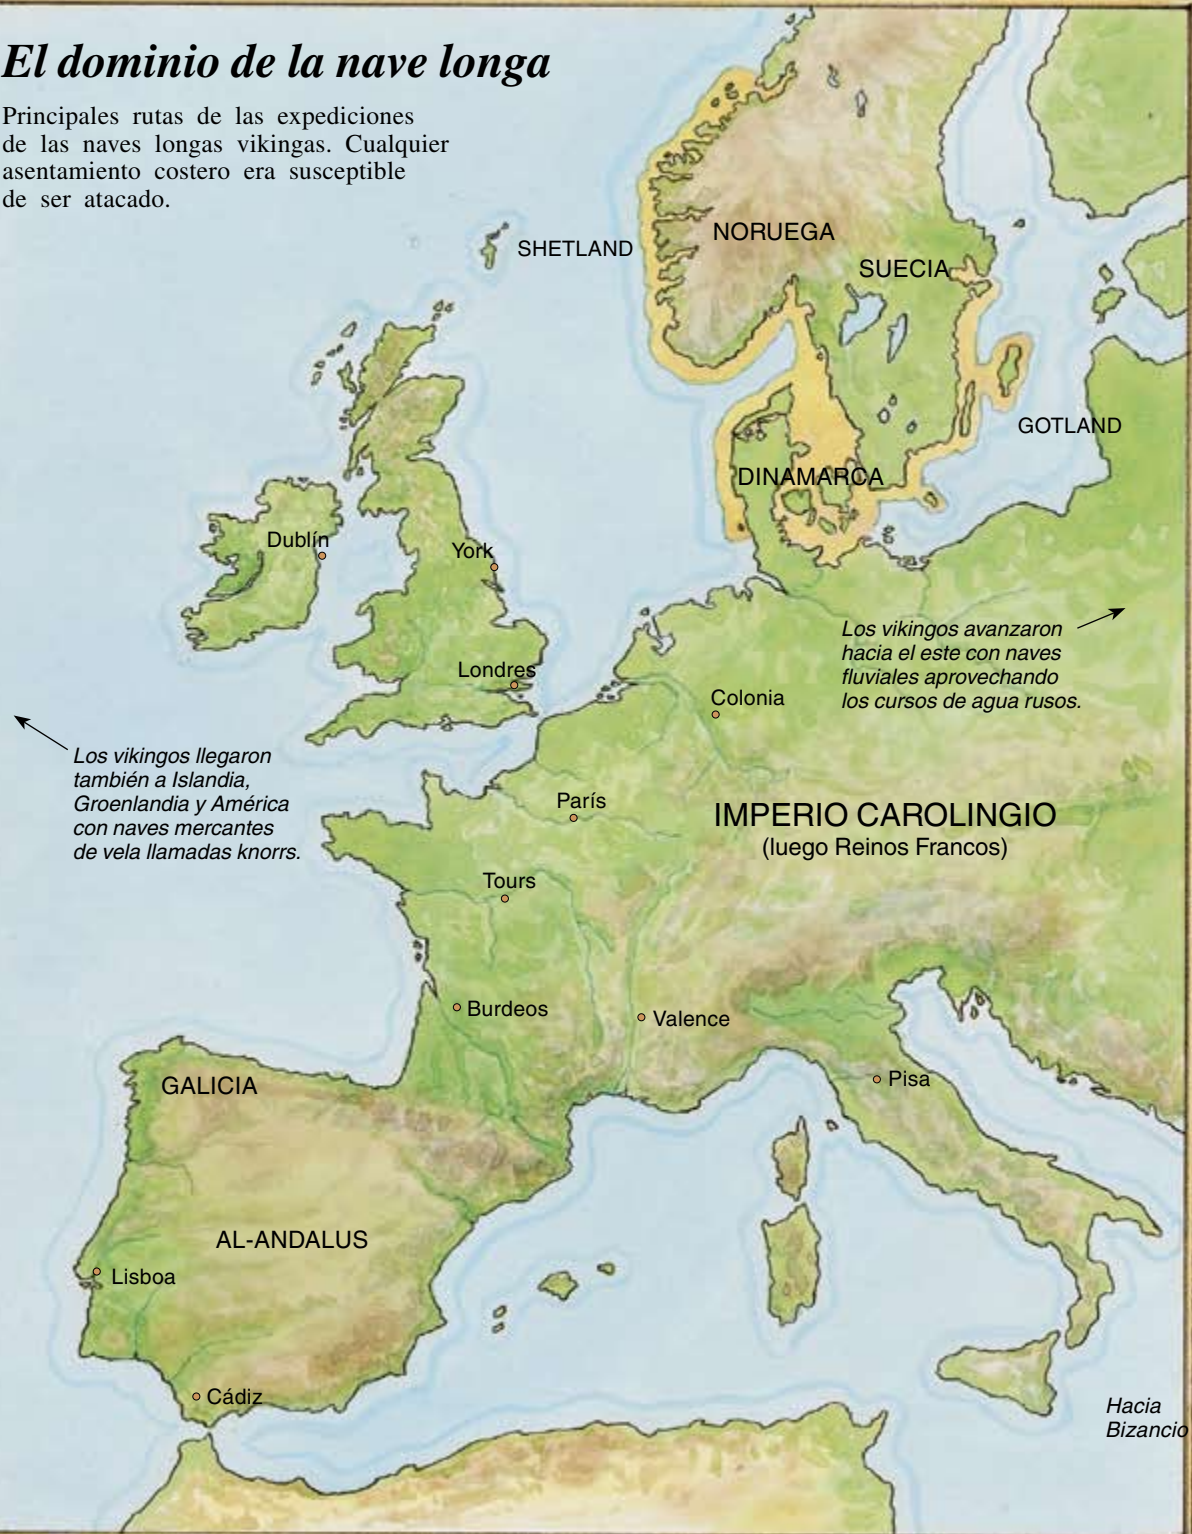 El dominio de la nave longa
Principales rutas de las expediciones
de las naves longas vikingas. Cualquier
asentamiento costero era susceptible
de ser atacado.
SHETLAND
NORUEGA
SUECIA
GOTLAND
DINAMARCA
Dublín
York
Londres
Los vikingos avanzaron
hacia el este con naves
fluviales aprovechando
los cursos de agua rusos.
Colonia
Los vikingos llegaron
también a Islandia,
Groenlandia y América
con naves mercantes
de vela llamadas knorrs.
París
IMPERIO CAROLINGIO
(luego Reinos Francos)
Tours
Burdeos
Valence
GALICIA
Pisa
AL-ANDALUS
Lisboa
Cádiz
Hacia
Bizancio